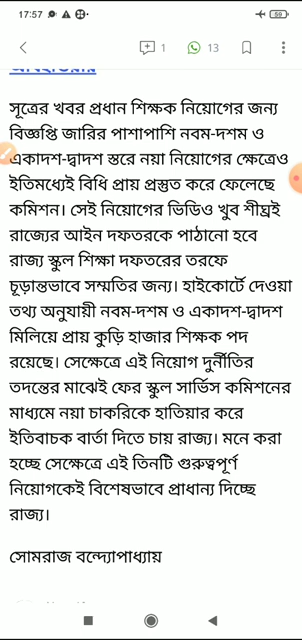 17:57
59
1
13
সূত্রের খবর প্রধান শিক্ষক নিয়োগের জন্য
বিজ্ঞপ্তি জারির পাশাপাশি নবম-দশম ও
একাদশ-দ্বাদশ স্তরে নয়া নিয়োগের ক্ষেত্রেও
ইতিমধ্যেই বিধি প্রায় প্রস্তুত করে ফেলেছে
কমিশন। সেই নিয়োগের ভিডিও খুব শীঘ্রই
রাজ্যের আইন দফতরকে পাঠানো হবে
রাজ্য স্কুল শিক্ষা দফতরের তরফে
চূড়ান্তভাবে সম্মতির জন্য। হাইকোর্টে দেওয়া
তথ্য অনুযায়ী নবম-দশম ও একাদশ-দ্বাদশ
মিলিয়ে প্রায় কুড়ি হাজার শিক্ষক পদ
রয়েছে। সেক্ষেত্রে এই নিয়োগ দুর্নীতির
তদন্তের মাঝেই ফের স্কুল সার্ভিস কমিশনের
মাধ্যমে নয়া চাকরিকে হাতিয়ার করে
ইতিবাচক বার্তা দিতে চায় রাজ্য। মনে করা
হচ্ছে সেক্ষেত্রে এই তিনটি গুরুত্বপূর্ণ
নিয়োগকেই বিশেষভাবে প্রাধান্য দিচ্ছে
রাজ্য।
সোমরাজ বন্দ্যোপাধ্যায়